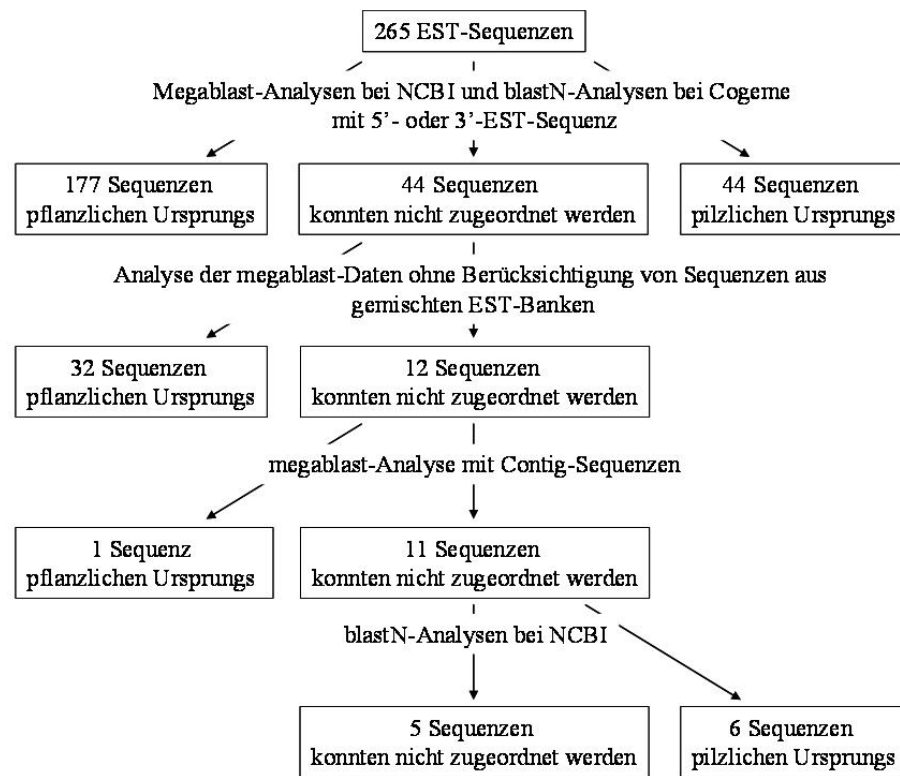 265 EST-Sequenzen
Megablast-Analysen bei NCBI und blastN-Analysen bei Cogeme
mit 5'- oder 3'-EST-Sequenz
177 Sequenzen
pflanzlichen Ursprungs
44 Sequenzen
konnten nicht zugeordnet werden
44 Sequenzen
pilzlichen Ursprungs
Analyse der megablast-Daten ohne Berücksichtigung von Sequenzen aus
gemischten EST-Banken
32 Sequenzen
pflanzlichen Ursprungs
12 Sequenzen
konnten nicht zugeordnet werden
megablast-Analyse mit Contig-Sequenzen
1 Sequenz
pflanzlichen Ursprungs
11 Sequenzen
konnten nicht zugeordnet werden
blastN-Analysen bei NCBI
5 Sequenzen
konnten nicht zugeordnet werden
6 Sequenzen
pilzlichen Ursprungs